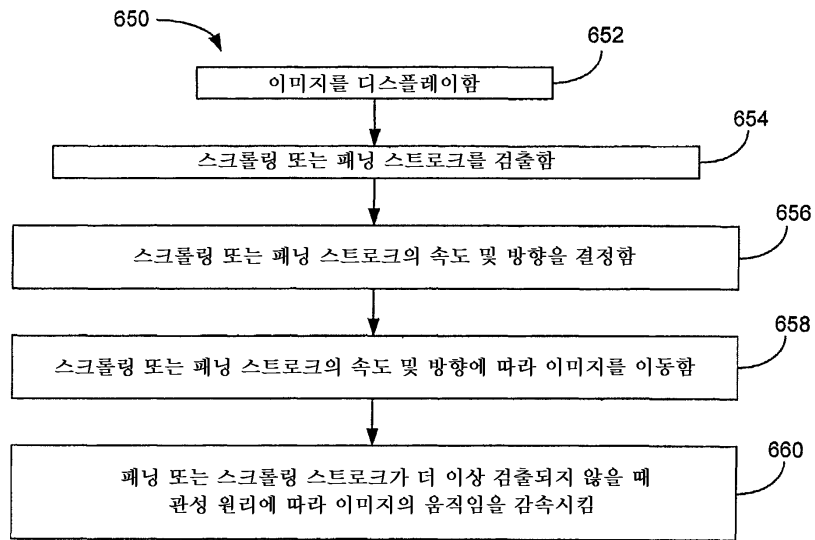 650
652
이미지를 디스플레이함
654
스크롤링 또는 패닝 스트로크를 검출함
656
스크롤링 또는 패닝 스트로크의 속도 및 방향을 결정함
658
스크롤링 또는 패닝 스트로크의 속도 및 방향에 따라 이미지를 이동함
660
패닝 또는 스크롤링 스트로크가 더 이상 검출되지 않을 때
관성 원리에 따라 이미지의 움직임을 감속시킴